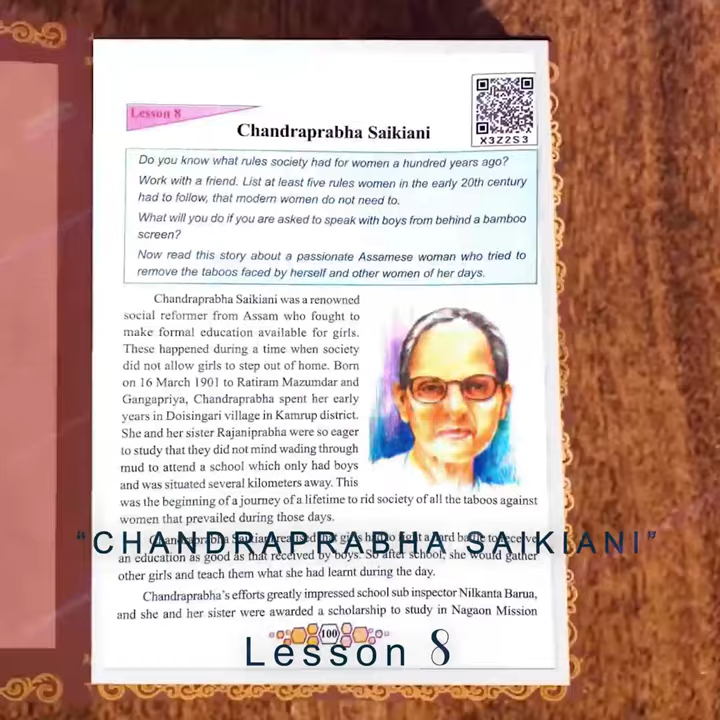 Lesson 8
X3Z2S3
Chandraprabha Saikiani
Do you know what rules society had for women a hundred years ago?
Work with a friend. List at least five rules women in the early 20th century
had to follow, that modern women do not need to.
What will you do if you are asked to speak with boys from behind a bamboo
screen?
Now read this story about a passionate Assamese woman who tried to
remove the taboos faced by herself and other women of her days.
Chandraprabha Saikiani was a renowned
social reformer from Assam who fought to
make formal education available for girls.
These happened during a time when society
did not allow girls to step out of home. Born
on 16 March 1901 to Ratiram Mazumdar and
Gangapriya, Chandraprabha spent her early
years in Doisingari village in Kamrup district.
She and her sister Rajaniprabha were so eager
to study that they did not mind wading through
mud to attend a school which only had boys
and was situated several kilometers away. This
was the beginning of a journey of a lifetime to rid society of all the taboos against
women that prevailed during those days.
Chandraprabha Saikiani realised that girls had to fight a hard battle to receive
"CHANDRAPRABHA SAIKIANI"
an education as good as that received by boys. So after school, she would gather
other girls and teach them what she had learnt during the day.
Chandraprabha's efforts greatly impressed school sub inspector Nilkanta Barua,
and she and her sister were awarded a scholarship to study in Nagaon Mission
100
Lesson 8